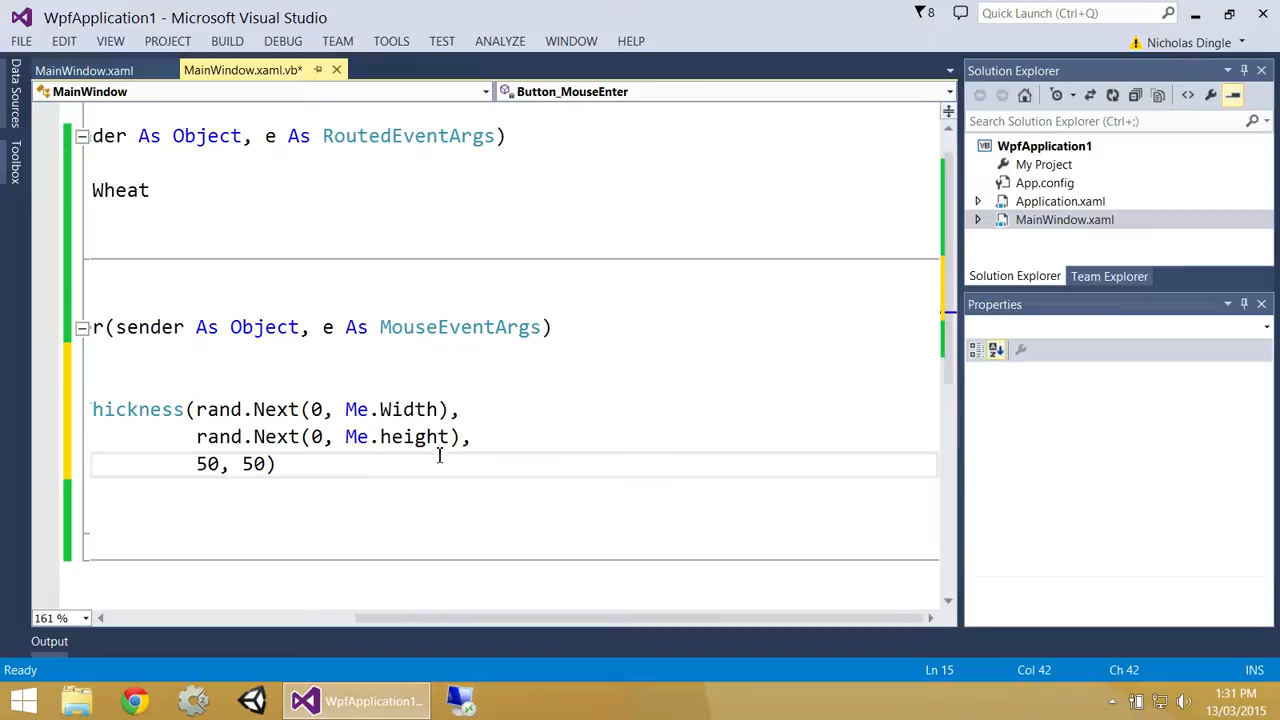 WpfApplication1 - Microsoft Visual Studio
8
Quick Launch (Ctrl+Q)
FILE EDIT VIEW PROJECT BUILD DEBUG TEAM TOOLS TEST ANALYZE WINDOW HELP
Nicholas Dingle
Data Sources
Toolbox
MainWindow.xaml
MainWindow.xaml.vb*
MainWindow
Button_MouseEnter
der As Object, e As RoutedEventArgs)
Wheat
r(sender As Object, e As MouseEventArgs)
hickness(rand.Next(0, Me.Width),
rand.Next(0, Me.height),
50, 50)
161 %
Solution Explorer
Search Solution Explorer (Ctrl+;)
WpfApplication1
My Project
App.config
Application.xaml
MainWindow.xaml
Solution Explorer Team Explorer
Properties
Output
Ready
Ln 15 Col 42 Ch 42 INS
WpfApplication1...
1:31 PM
13/03/2015